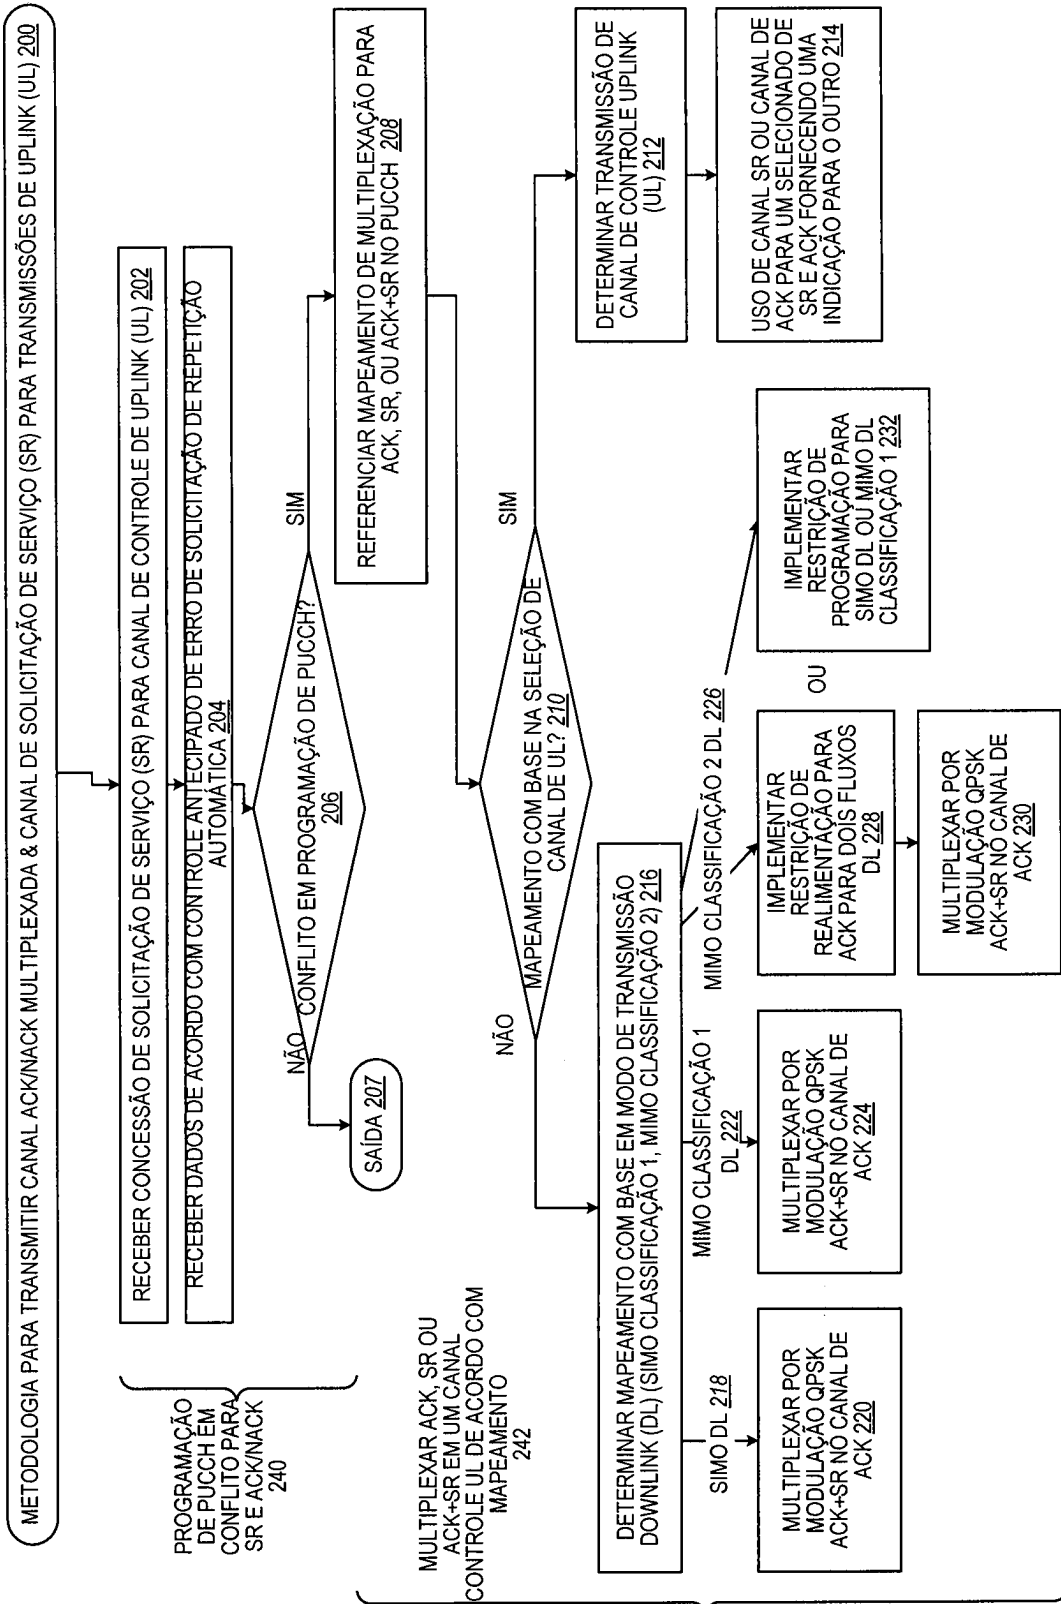 METODOLOGIA PARA TRANSMITIR CANAL ACK/NACK MULTIPLEXADA & CANAL DE SOLICITAÇÃO DE SERVIÇO (SR) PARA TRANSMISSÕES DE UPLINK (UL) 200
RECEBER CONCESSÃO DE SOLICITAÇÃO DE SERVIÇO (SR) PARA CANAL DE CONTROLE DE UPLINK (UL) 202
RECEBER DADOS DE ACORDO COM CONTROLE ANTECIPADO DE ERRO DE SOLICITAÇÃO DE REPETIÇÃO
AUTOMÁTICA 204
PROGRAMAÇÃO
DE PUCCH EM
CONFLITO PARA
SR E ACK/NACK
240
CONFLITO EM PROGRAMAÇÃO DE PUCCH?
206
NÃO
SIM
SAÍDA 207
REFERENCIAR MAPEAMENTO DE MULTIPLEXAÇÃO PARA
ACK, SR, OU ACK+SR NO PUCCH 208
MULTIPLEXAR ACK, SR OU
ACK+SR EM UM CANAL
CONTROLE UL DE ACORDO COM
MAPEAMENTO
242
MAPEAMENTO COM BASE NA SELEÇÃO DE
CANAL DE UL? 210
NÃO
SIM
DETERMINAR TRANSMISSÃO DE
CANAL DE CONTROLE UPLINK
(UL) 212
USO DE CANAL SR OU CANAL DE
ACK PARA UM SELECIONADO DE
SR E ACK FORNECENDO UMA
INDICAÇÃO PARA O OUTRO 214
DETERMINAR MAPEAMENTO COM BASE EM MODO DE TRANSMISSÃO
DOWNLINK (DL) (SIMO CLASSIFICAÇÃO 1, MIMO CLASSIFICAÇÃO 2) 216
SIMO DL 218
MULTIPLEXAR POR
MODULAÇÃO QPSK
ACK+SR NO CANAL DE
ACK 220
MIMO CLASSIFICAÇÃO 1
DL 222
MULTIPLEXAR POR
MODULAÇÃO QPSK
ACK+SR NO CANAL DE
ACK 224
MIMO CLASSIFICAÇÃO 2 DL 226
IMPLEMENTAR
RESTRIÇÃO DE
REALIMENTAÇÃO PARA
ACK PARA DOIS FLUXOS
DL 228
MULTIPLEXAR POR
MODULAÇÃO QPSK
ACK+SR NO CANAL DE
ACK 230
OU
IMPLEMENTAR
RESTRIÇÃO DE
PROGRAMAÇÃO PARA
SIMO DL OU MIMO DL
CLASSIFICAÇÃO 1 232